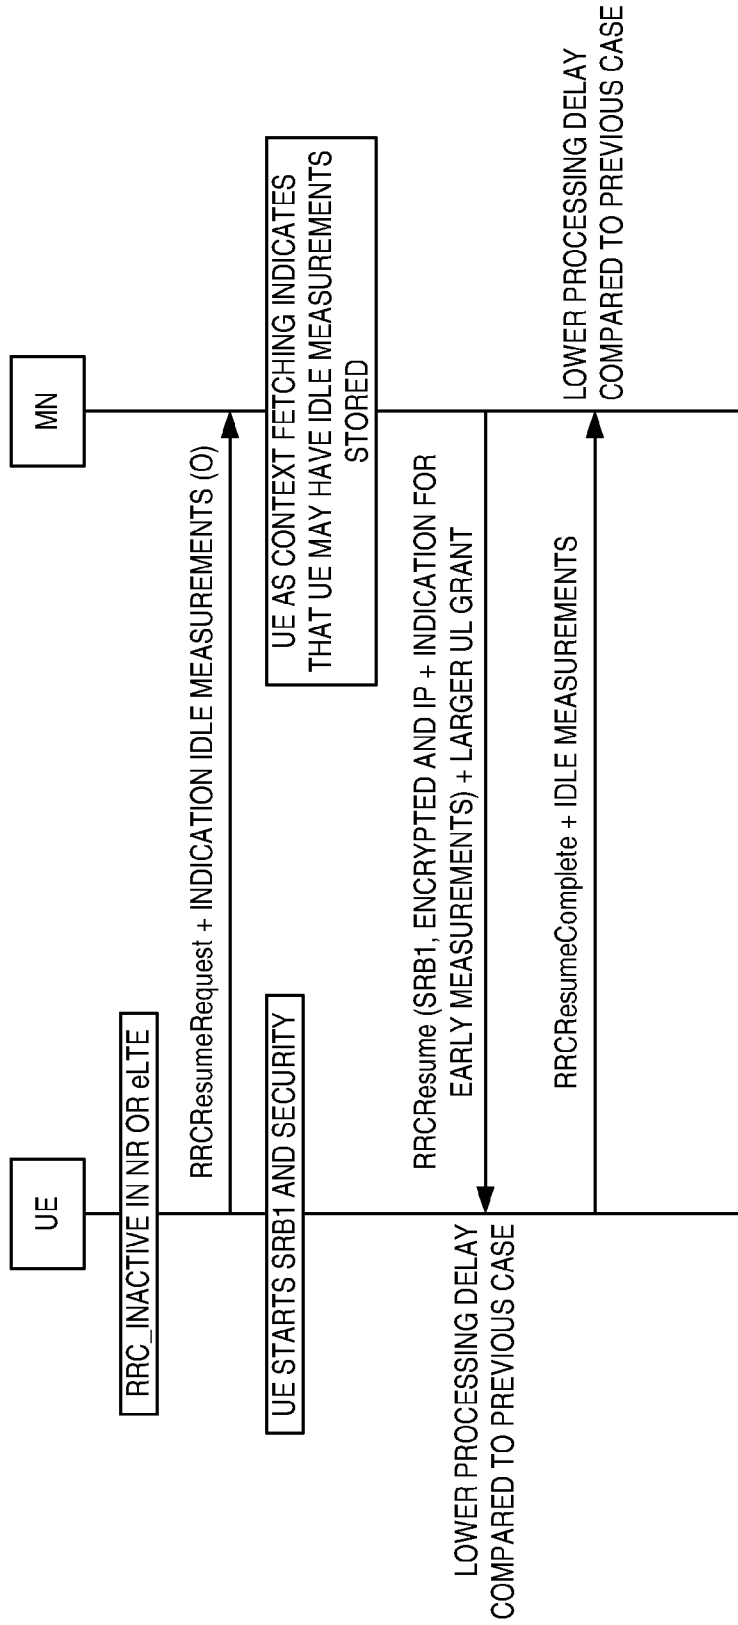 UE
MN
RRC_INACTIVE IN NR OR eLTE
RRCResumeRequest + INDICATION IDLE MEASUREMENTS (O)
UE STARTS SRB1 AND SECURITY
UE AS CONTEXT FETCHING INDICATES
THAT UE MAY HAVE IDLE MEASUREMENTS
STORED
RRCResume (SRB1, ENCRYPTED AND IP + INDICATION FOR
EARLY MEASUREMENTS) + LARGER UL GRANT
LOWER PROCESSING DELAY
COMPARED TO PREVIOUS CASE
RRCResumeComplete + IDLE MEASUREMENTS
LOWER PROCESSING DELAY
COMPARED TO PREVIOUS CASE